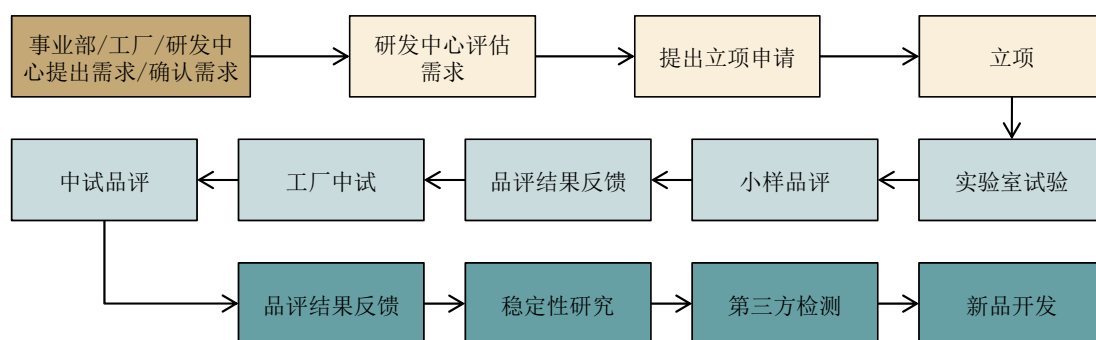 事业部/工厂/研发中
心提出需求/确认需求
研发中心评估
需求
提出立项申请
立项
中试品评
工厂中试
品评结果反馈
小样品评
实验室试验
品评结果反馈
稳定性研究
第三方检测
新品开发